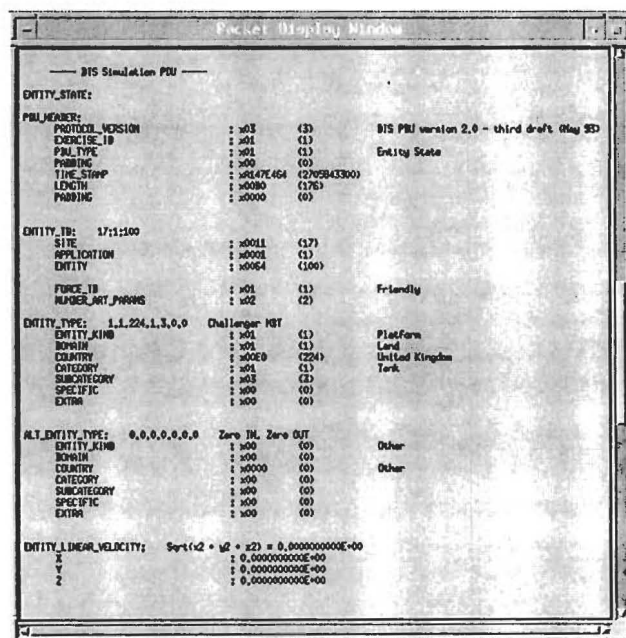 Packet Display Window
—— DIS Simulation PDU ——
ENTITY_STATE:
PDU_HEADER:
PROTOCOL_VERSION : x03 (3) DIS PDU version 2.0 - third draft (May 93)
EXERCISE_ID : x01 (1)
PDU_TYPE : x01 (1) Entity State
PADDING : x00 (0)
TIME_STAMP : xA147E464 (2705843300)
LENGTH : x00B0 (176)
PADDING : x0000 (0)
ENTITY_ID: 17:1:100
SITE : x0011 (17)
APPLICATION : x0001 (1)
ENTITY : x0064 (100)
FORCE_ID : x01 (1) Friendly
NUMBER_ART_PARAMS : x02 (2)
ENTITY_TYPE: 1,1,224,1,3,0,0 Challenger MBT
ENTITY_KIND : x01 (1) Platform
DOMAIN : x01 (1) Land
COUNTRY : x00E0 (224) United Kingdom
CATEGORY : x01 (1) Tank
SUBCATEGORY : x03 (3)
SPECIFIC : x00 (0)
EXTRA : x00 (0)
ALT_ENTITY_TYPE: 0,0,0,0,0,0,0 Zero IN, Zero OUT
ENTITY_KIND : x00 (0) Other
DOMAIN : x00 (0)
COUNTRY : x0000 (0) Other
CATEGORY : x00 (0)
SUBCATEGORY : x00 (0)
SPECIFIC : x00 (0)
EXTRA : x00 (0)
ENTITY_LINEAR_VELOCITY: Sqrt(x2 + y2 + z2) = 0.0000000000E+00
X : 0.0000000000E+00
Y : 0.0000000000E+00
Z : 0.0000000000E+00